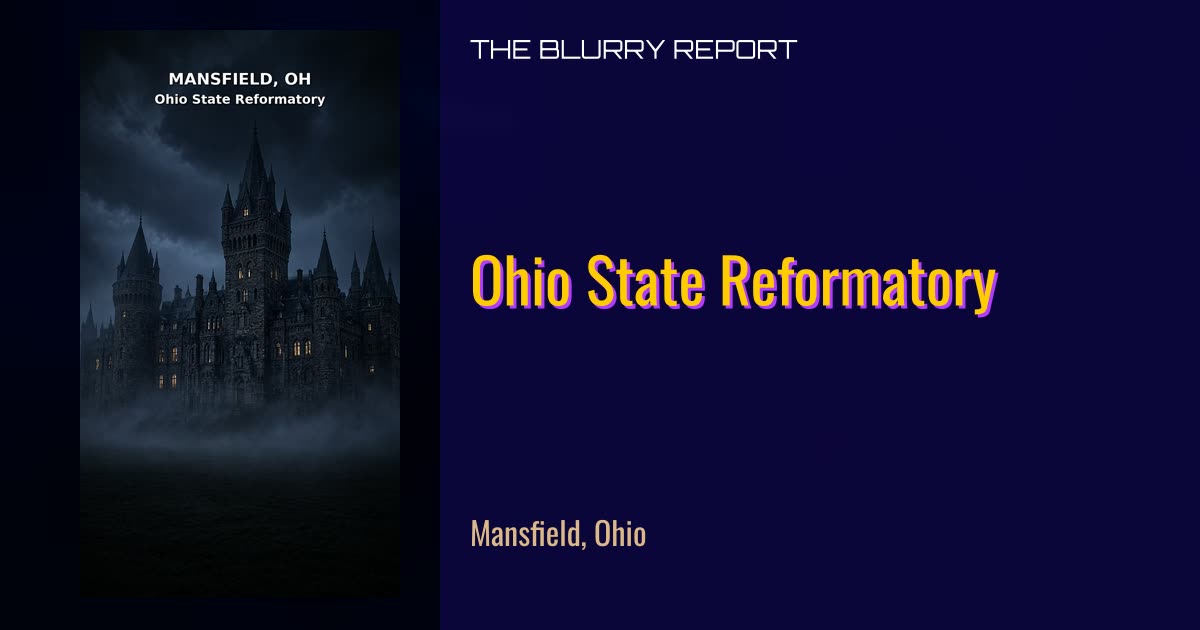 MANSFIELD, OH
Ohio State Reformatory
THE BLURRY REPORT
Ohio State Reformatory
Mansfield, Ohio